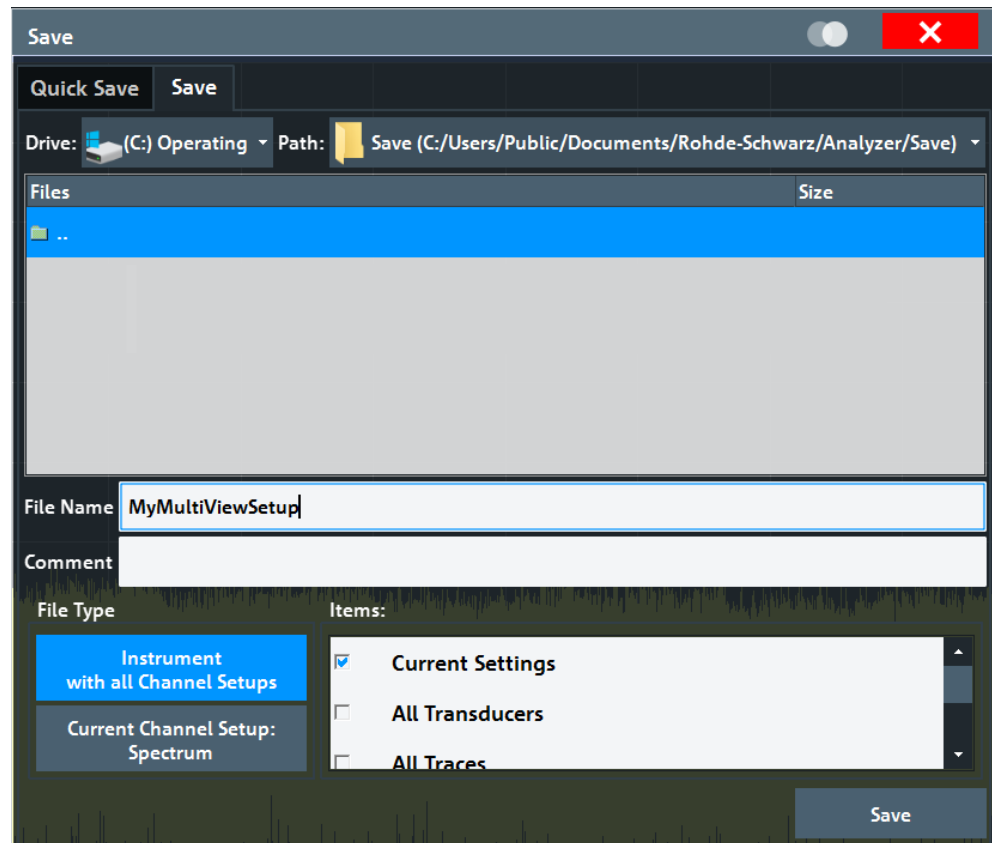 Save
Quick Save Save
Drive: (C:) Operating Path: Save (C:/Users/Public/Documents/Rohde-Schwarz/Analyzer/Save)
Files Size
..
File Name MyMultiViewSetup
Comment
File Type Items:
Instrument
with all Channel Setups
Current Channel Setup:
Spectrum
Current Settings
All Transducers
All Traces
Save